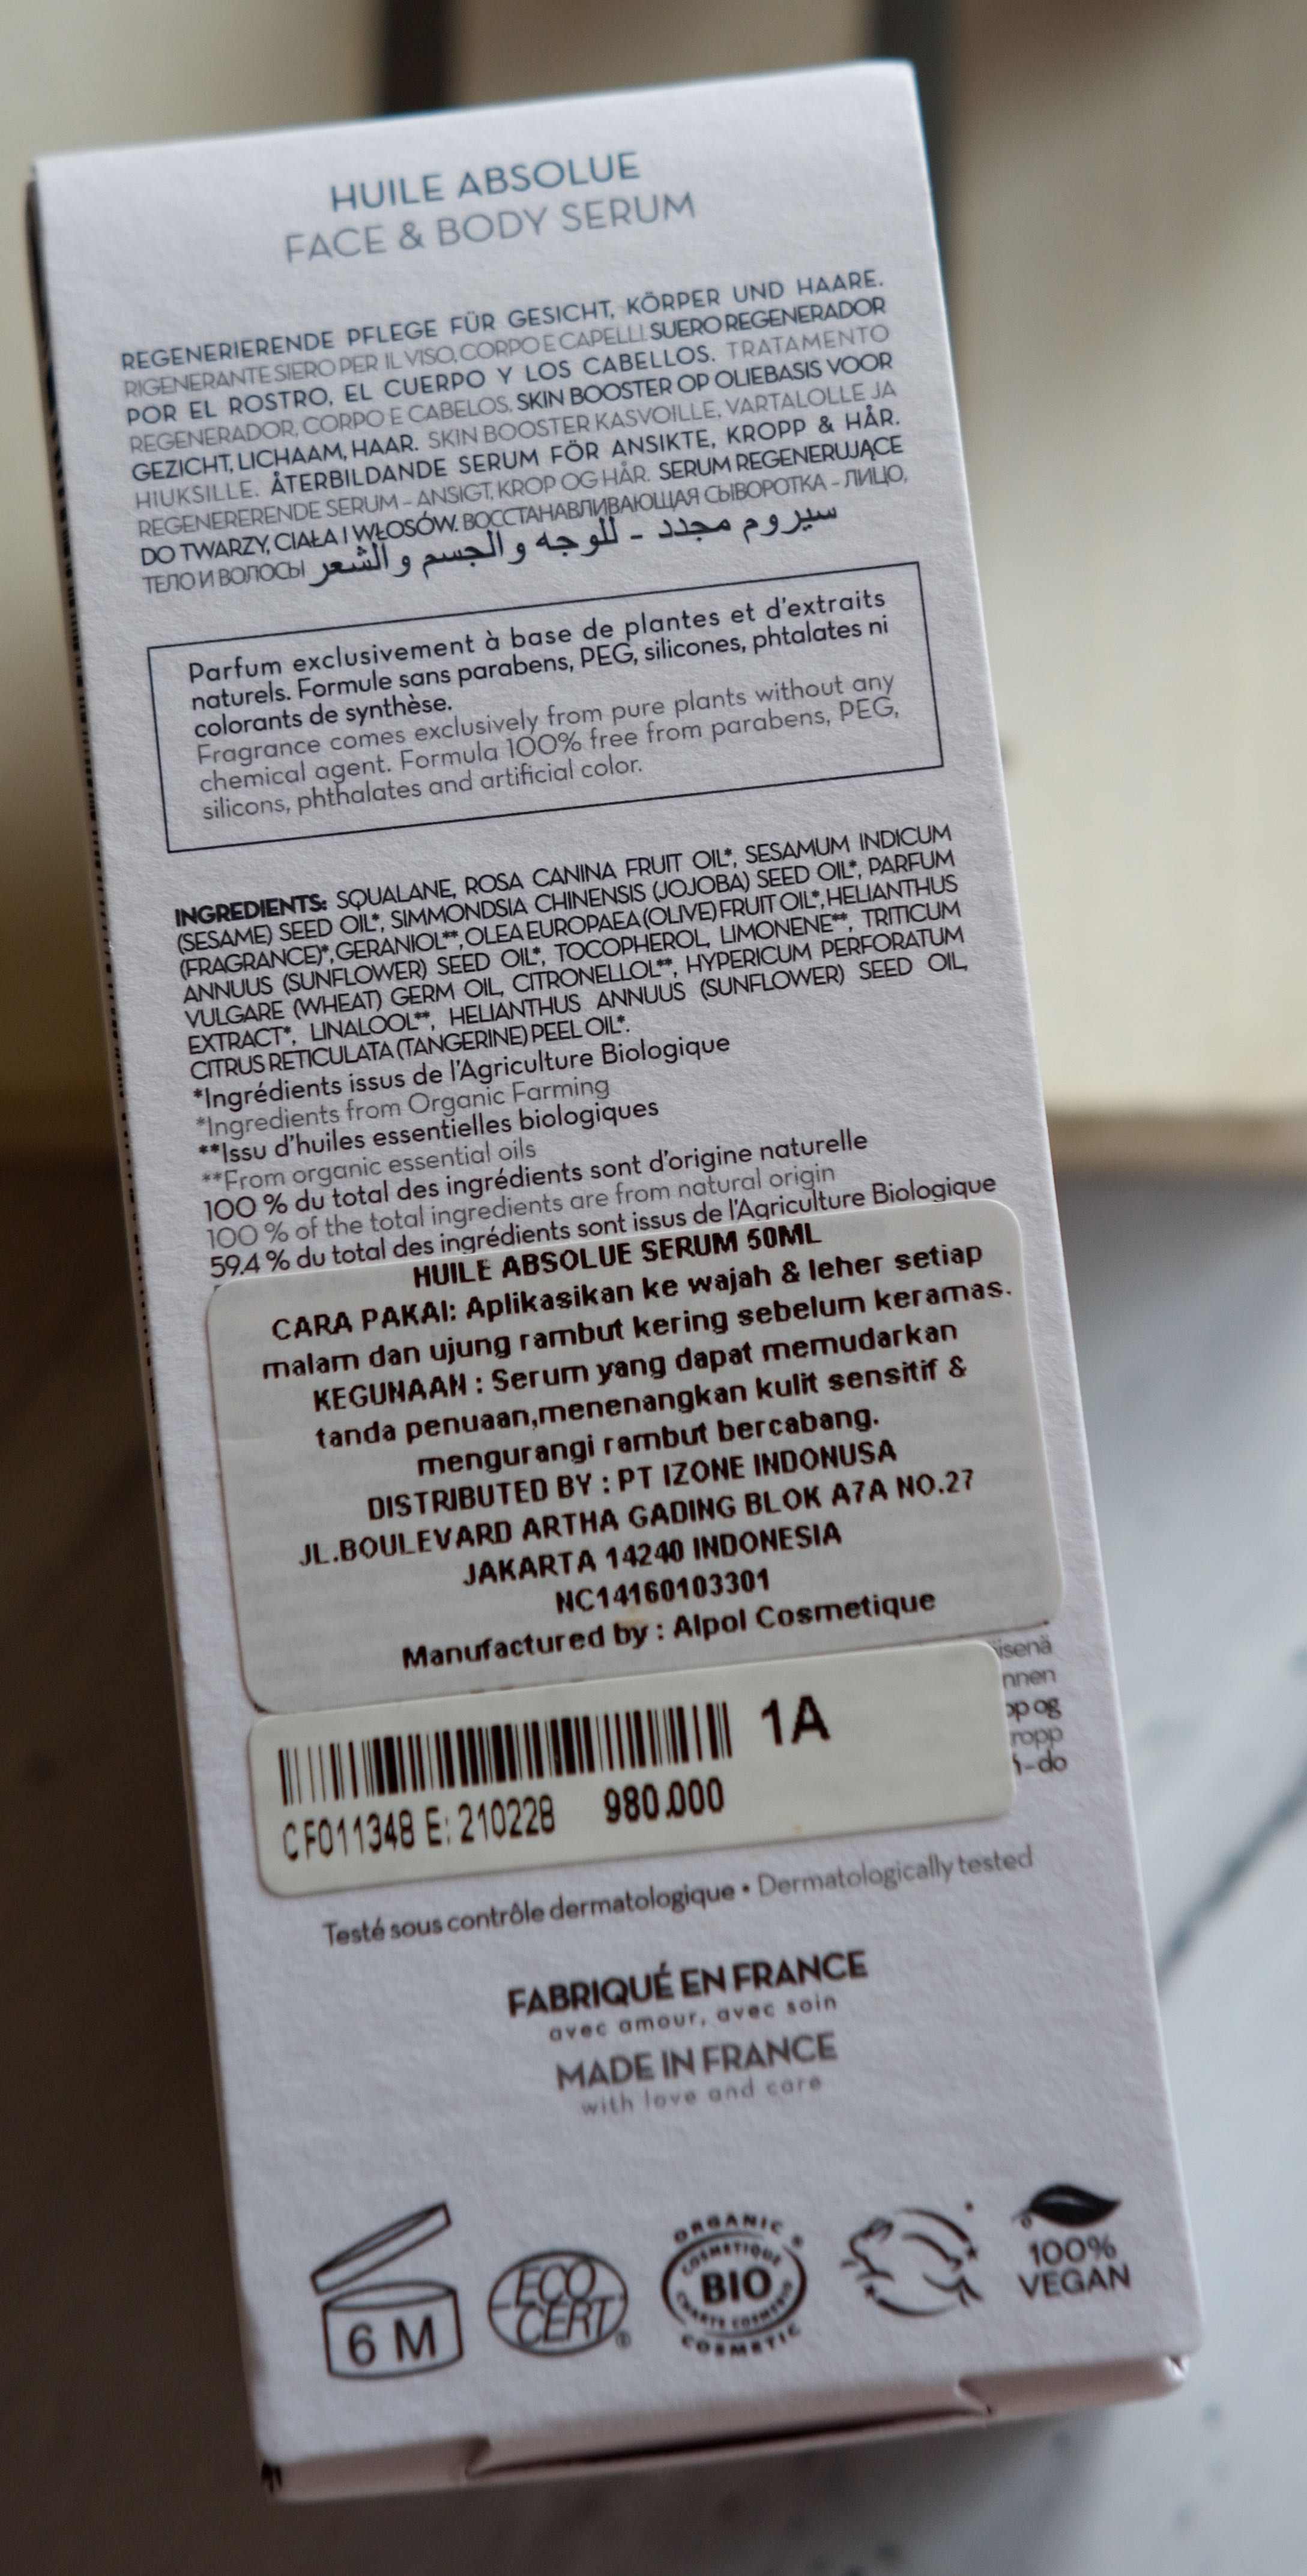 HUILE ABSOLUE
FACE & BODY SERUM
REGENERIERENDE PFLEGE FÜR GESICHT, KÖRPER UND HAARE.
RIGENERANTE SIERO PER IL VISO, CORPO E CAPELLI. SUERO REGENERADOR
POR EL ROSTRO, EL CUERPO Y LOS CABELLOS. TRATAMENTO
REGENERADOR, CORPO E CABELOS. SKIN BOOSTER OP OLIEBASIS VOOR
GEZICHT, LICHAAM, HAAR. SKIN BOOSTER KASVOILLE, VARTALOLLE JA
HIUKSILLE. ÅTERBILDANDE SERUM FÖR ANSIKTE, KROPP & HÅR.
REGENERERENDE SERUM – ANSIGT, KROP OG HÅR. SERUM REGENERUJĄCE
DO TWARZY, CIAŁA I WŁOSÓW. ВОССТАНАВЛИВАЮЩАЯ СЫВОРОТКА – ЛИЦО,
ТЕЛО И ВОЛОСЫ سيروم مجدد - للوجه و الجسم و الشعر
Parfum exclusivement à base de plantes et d'extraits
naturels. Formule sans parabens, PEG, silicones, phtalates ni
colorants de synthèse.
Fragrance comes exclusively from pure plants without any
chemical agent. Formula 100% free from parabens, PEG,
silicons, phthalates and artificial color.
INGREDIENTS: SQUALANE, ROSA CANINA FRUIT OIL*, SESAMUM INDICUM
(SESAME) SEED OIL*, SIMMONDSIA CHINENSIS (JOJOBA) SEED OIL*, PARFUM
(FRAGRANCE)*, GERANIOL**, OLEA EUROPAEA (OLIVE) FRUIT OIL*, HELIANTHUS
ANNUUS (SUNFLOWER) SEED OIL*, TOCOPHEROL, LIMONENE**, TRITICUM
VULGARE (WHEAT) GERM OIL, CITRONELLOL**, HYPERICUM PERFORATUM
EXTRACT*, LINALOOL**, HELIANTHUS ANNUUS (SUNFLOWER) SEED OIL,
CITRUS RETICULATA (TANGERINE) PEEL OIL*.
*Ingrédients issus de l'Agriculture Biologique
*Ingredients from Organic Farming
**Issu d'huiles essentielles biologiques
**From organic essential oils
100 % du total des ingrédients sont d'origine naturelle
100 % of the total ingredients are from natural origin
59.4 % du total des ingrédients sont issus de l'Agriculture Biologique
HUILE ABSOLUE SERUM 50ML
CARA PAKAI: Aplikasikan ke wajah & leher setiap
malam dan ujung rambut kering sebelum keramas.
KEGUNAAN : Serum yang dapat memudarkan
tanda penuaan,menenangkan kulit sensitif &
mengurangi rambut bercabang.
DISTRIBUTED BY : PT IZONE INDONUSA
JL.BOULEVARD ARTHA GADING BLOK A7A NO.27
JAKARTA 14240 INDONESIA
NC14160103301
Manufactured by : Alpol Cosmetique
1A
CF011348 E: 210228 980.000
Testé sous contrôle dermatologique • Dermatologically tested
FABRIQUÉ EN FRANCE
avec amour, avec soin
MADE IN FRANCE
with love and care
6 M
ECO
CERT®
ORGANIC
COSMETIQUE
BIO
CHARTE COSMEBIO
COSMETIC
100%
VEGAN